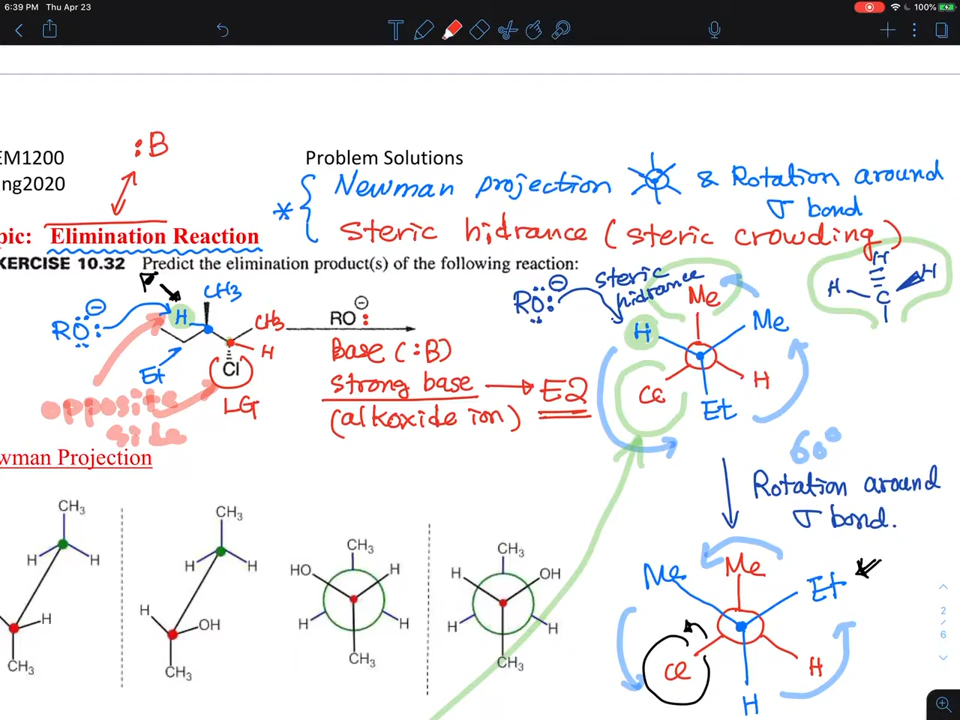 6:39 PM Thu Apr 23
100%
:B
EM1200
ng2020
Problem Solutions
* { Newman projection & Rotation around
σ bond
Steric hidrance (steric crowding)
pic: Elimination Reaction
KERCISE 10.32 Predict the elimination product(s) of the following reaction:
CH3
H
RO:
⊖
Et
CH3
H
Cl
LG
opposite
side
RO:
⊖
Base (:B)
strong base → E2
(alkoxide ion)
steric
hidrance
RO:
⊖
H
Me
Me
H
Et
Cl
H
H
C
60°
Rotation around
σ bond.
wman Projection
CH3
H
H
H
CH3
CH3
H
H
H
OH
CH3
CH3
HO
H
H
H
CH3
CH3
H
OH
H
H
CH3
Me
Me
Et
Cl
H
H
2
/
6